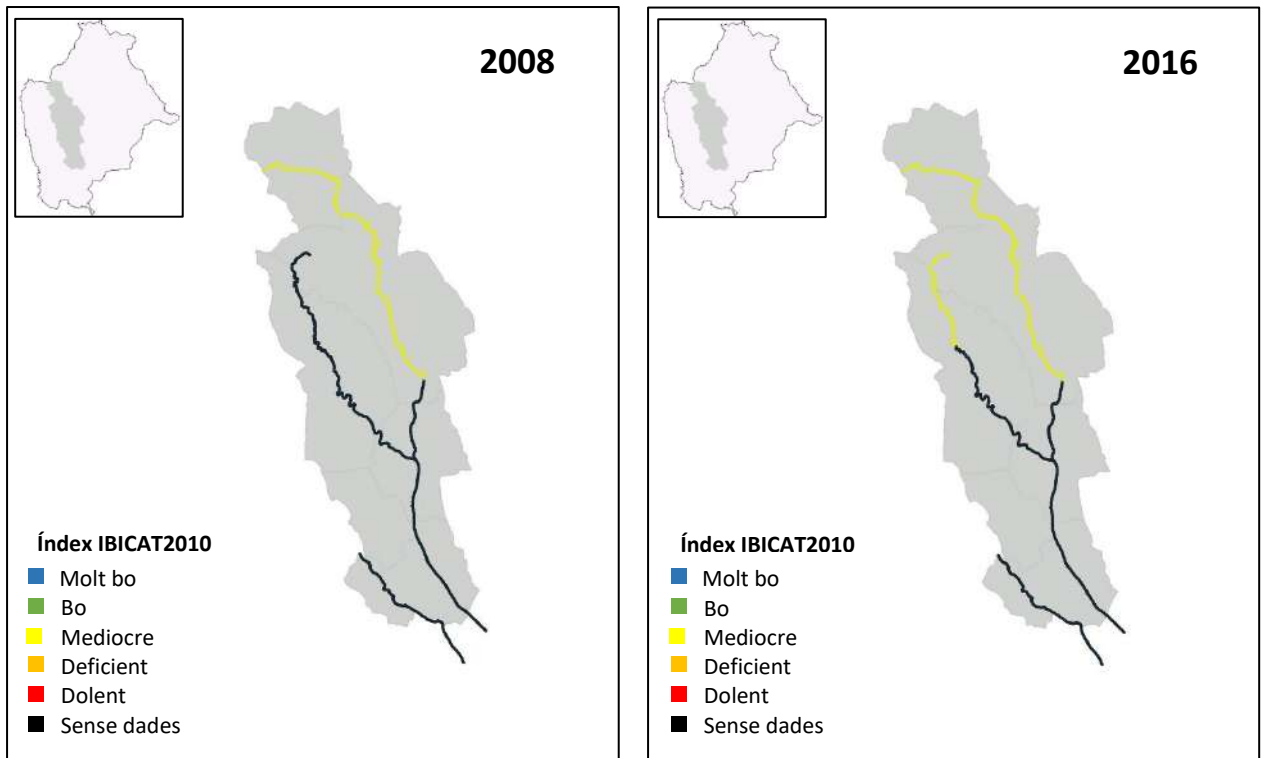 2008
Índex IBICAT2010
Molt bo
Bo
Mediocre
Deficient
Dolent
Sense dades
2016
Índex IBICAT2010
Molt bo
Bo
Mediocre
Deficient
Dolent
Sense dades